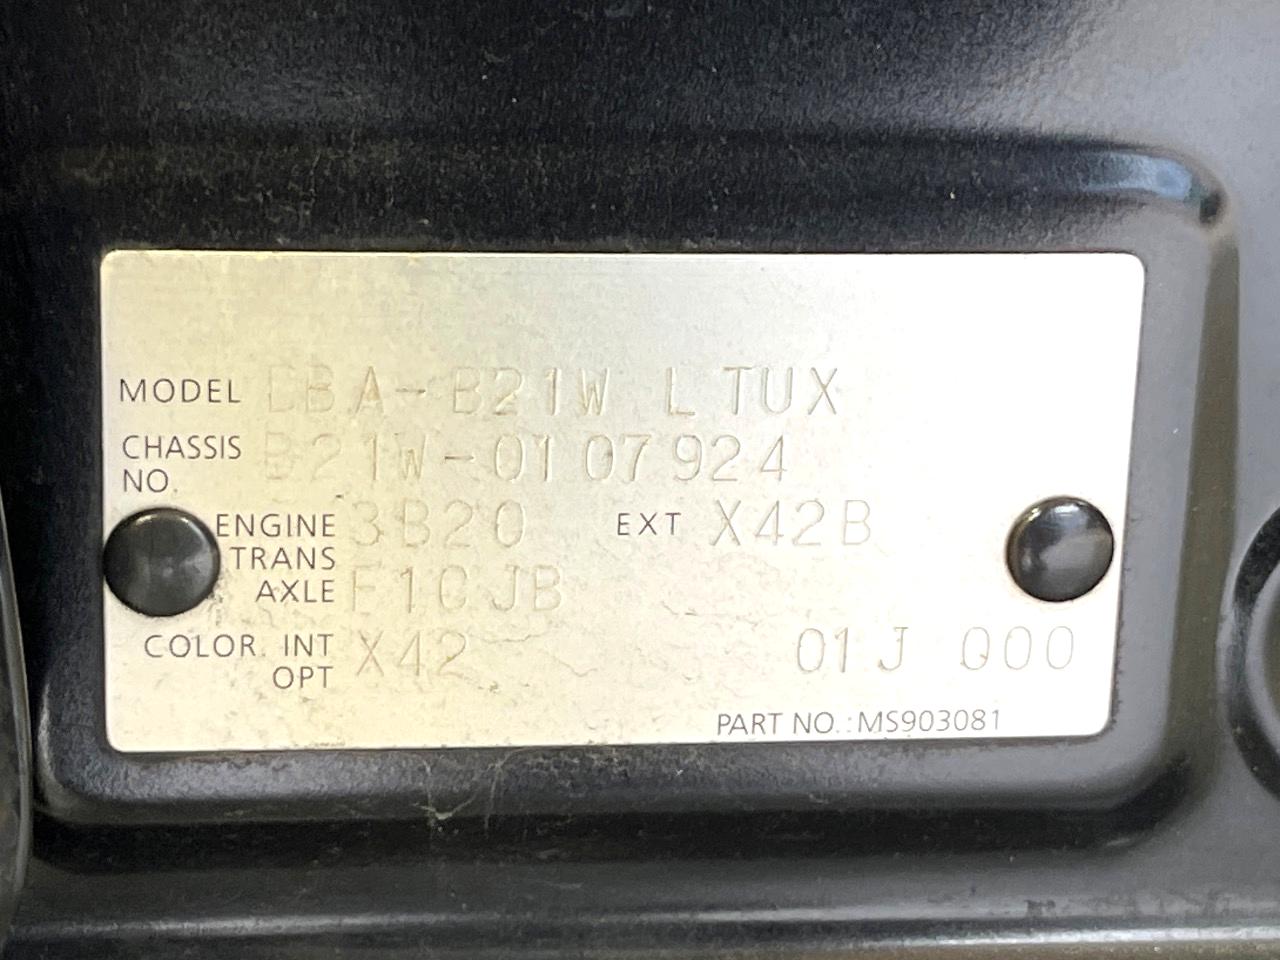 MODEL DBA-B21W LTUX
CHASSIS NO. B21W-0107924
ENGINE 3B20 EXT X42B
TRANS AXLE F1CJB
COLOR. INT OPT X42 01J 000
PART NO.: MS903081